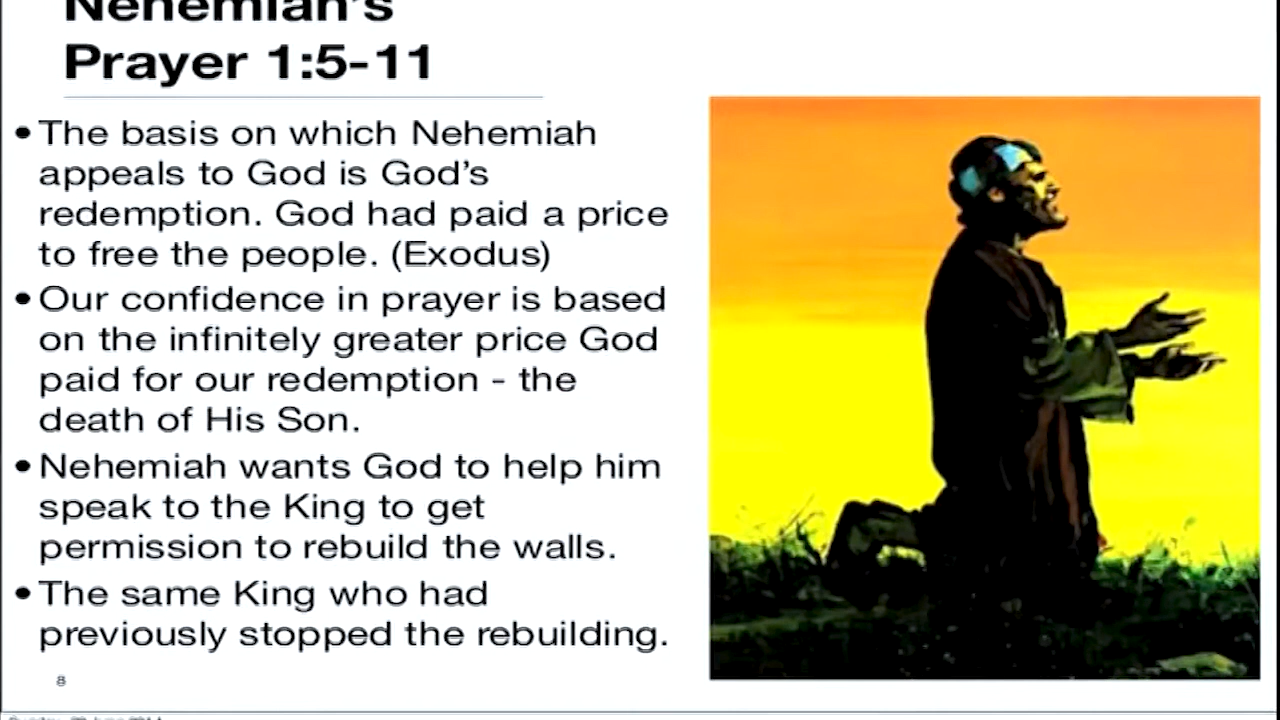 Nehemiah's
Prayer 1:5-11
• The basis on which Nehemiah
appeals to God is God’s
redemption. God had paid a price
to free the people. (Exodus)
• Our confidence in prayer is based
on the infinitely greater price God
paid for our redemption - the
death of His Son.
• Nehemiah wants God to help him
speak to the King to get
permission to rebuild the walls.
• The same King who had
previously stopped the rebuilding.
8